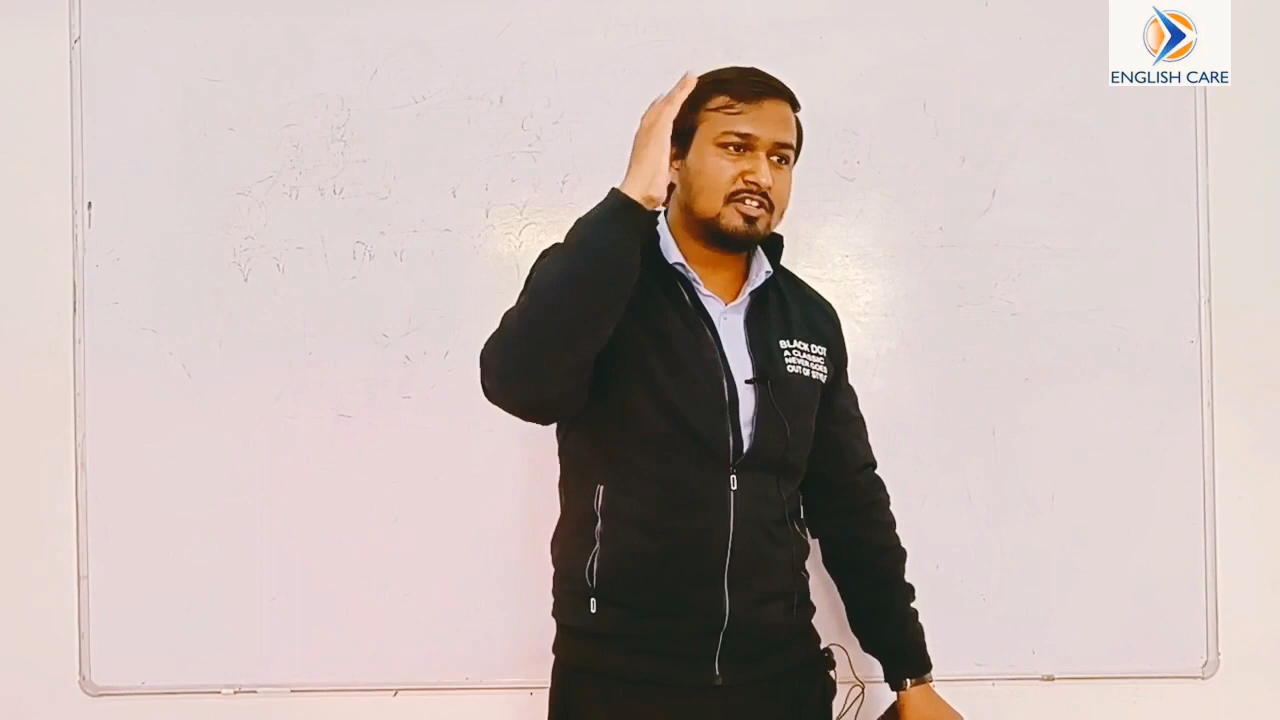 ENGLISH CARE
BLACK DOT
A CLASSIC
NEVER GOES
OUT OF STYLE